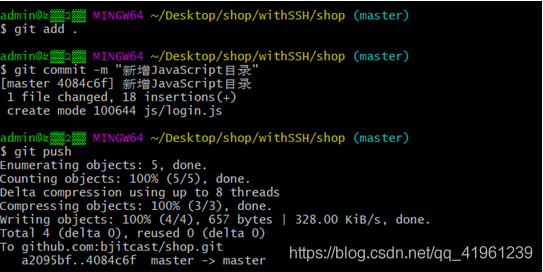 admin@ MINGW64 ~/Desktop/shop/withSSH/shop (master)
$ git add .
admin@ MINGW64 ~/Desktop/shop/withSSH/shop (master)
$ git commit -m "新增JavaScript目录"
[master 4084c6f] 新增JavaScript目录
1 file changed, 18 insertions(+)
create mode 100644 js/login.js
admin@ MINGW64 ~/Desktop/shop/withSSH/shop (master)
$ git push
Enumerating objects: 5, done.
Counting objects: 100% (5/5), done.
Delta compression using up to 8 threads
Compressing objects: 100% (3/3), done.
Writing objects: 100% (4/4), 657 bytes | 328.00 KiB/s, done.
Total 4 (delta 0), reused 0 (delta 0)
To github.com:bjitcast/shop.git
a2095bf..4084c6f  master -> master
https://blog.csdn.net/qq_41961239